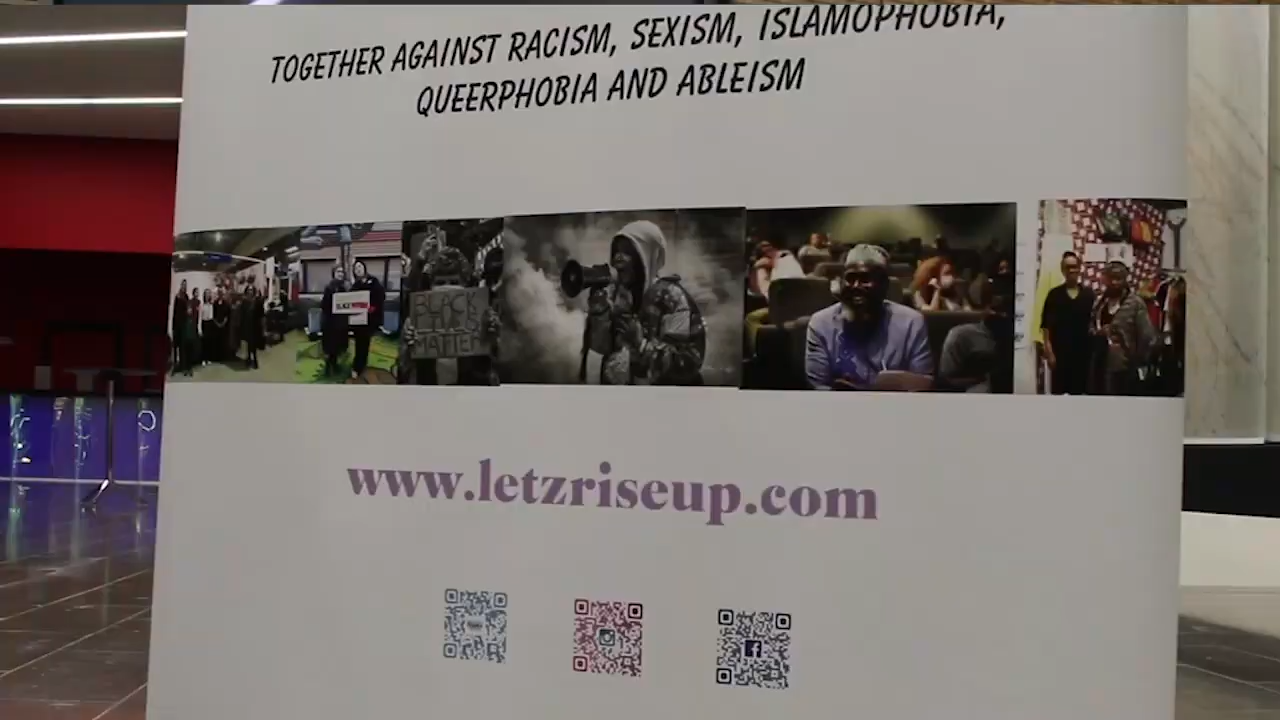 TOGETHER AGAINST RACISM, SEXISM, ISLAMOPHOBIA,
QUEERPHOBIA AND ABLEISM
BLACK
LIVES
MATTER
www.letzriseup.com